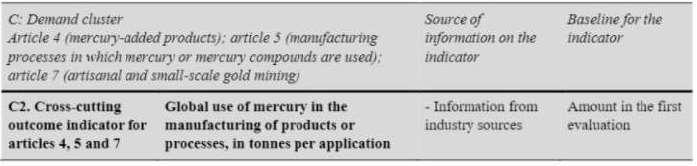 C: Demand cluster
Article 4 (mercury-added products); article 5 (manufacturing
processes in which mercury or mercury compounds are used);
article 7 (artisanal and small-scale gold mining)
Source of
information on the
indicator
Baseline for the
indicator
C2. Cross-cutting
outcome indicator for
articles 4, 5 and 7
Global use of mercury in the
manufacturing of products or
processes, in tonnes per application
- Information from
industry sources
Amount in the first
evaluation